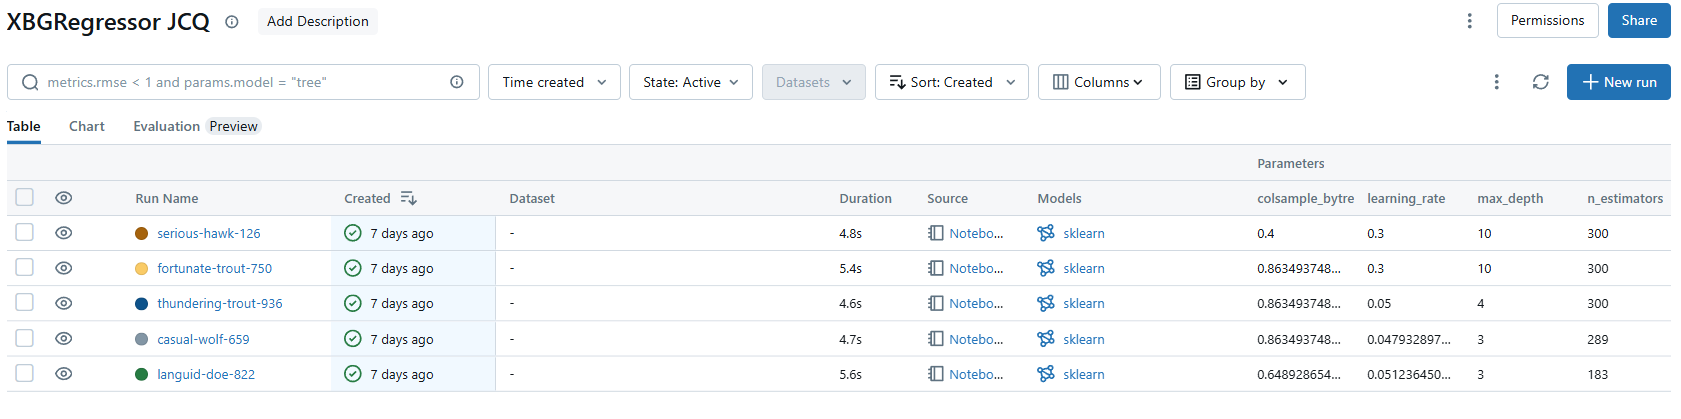 XBGRegressor JCQ Add Description Permissions Share
metrics.rmse < 1 and params.model = "tree" Time created State: Active Datasets Sort: Created Columns Group by New run
Table Chart Evaluation Preview
Parameters
Run Name Created Dataset Duration Source Models colsample_bytre learning_rate max_depth n_estimators
serious-hawk-126 7 days ago - 4.8s Notebo... sklearn 0.4 0.3 10 300
fortunate-trout-750 7 days ago - 5.4s Notebo... sklearn 0.863493748... 0.3 10 300
thundering-trout-936 7 days ago - 4.6s Notebo... sklearn 0.863493748... 0.05 4 300
casual-wolf-659 7 days ago - 4.7s Notebo... sklearn 0.863493748... 0.047932897... 3 289
languid-doe-822 7 days ago - 5.6s Notebo... sklearn 0.648928654... 0.051236450... 3 183